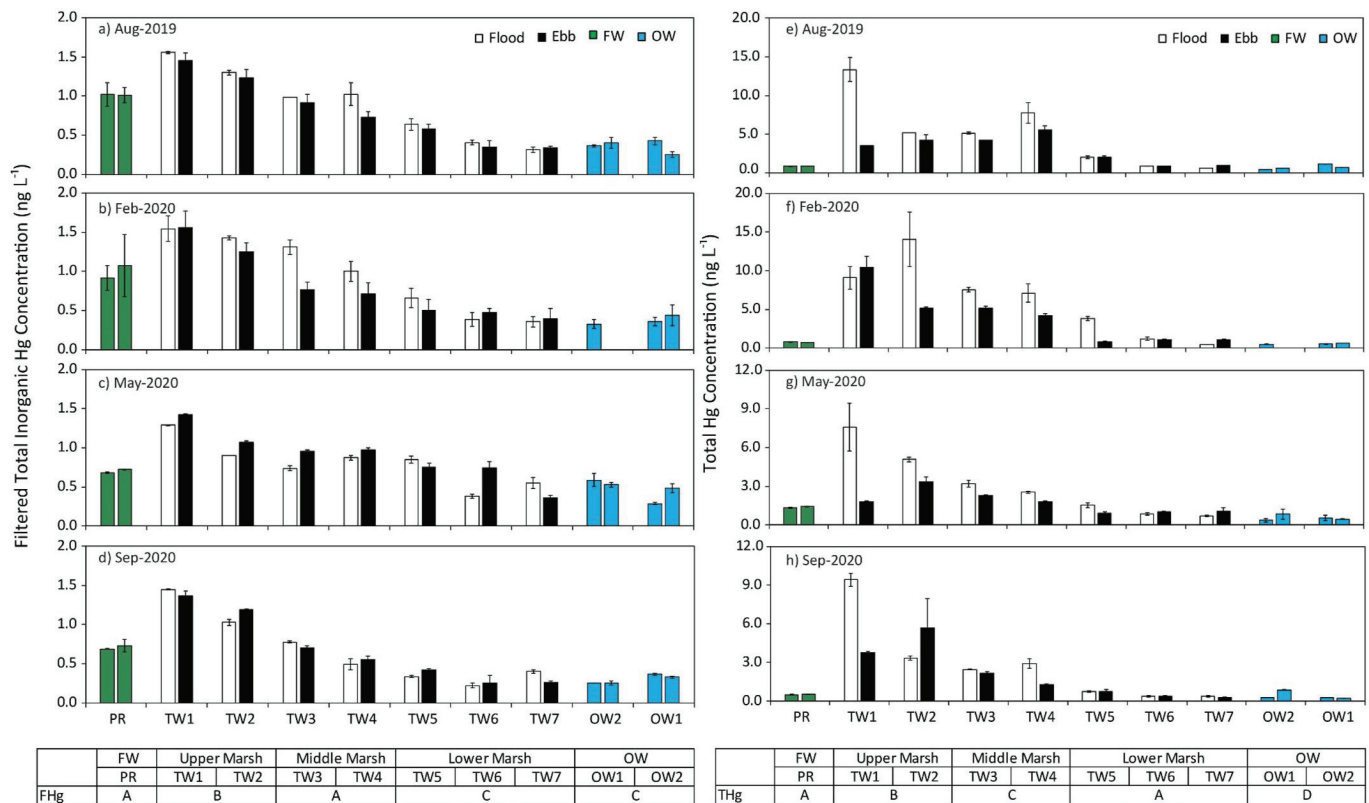 Filtered Total Inorganic Hg Concentration (ng L⁻¹)
a) Aug-2019
Flood Ebb FW OW
2.0
1.5
1.0
0.5
0.0
b) Feb-2020
2.0
1.5
1.0
0.5
0.0
c) May-2020
2.0
1.5
1.0
0.5
0.0
d) Sep-2020
2.0
1.5
1.0
0.5
0.0
PR TW1 TW2 TW3 TW4 TW5 TW6 TW7 OW2 OW1
FW Upper Marsh Middle Marsh Lower Marsh OW
PR TW1 TW2 TW3 TW4 TW5 TW6 TW7 OW1 OW2
FHg A B A C C
Total Hg Concentration (ng L⁻¹)
e) Aug-2019
Flood Ebb FW OW
20.0
15.0
10.0
5.0
0.0
f) Feb-2020
20.0
15.0
10.0
5.0
0.0
g) May-2020
12.0
9.0
6.0
3.0
0.0
h) Sep-2020
12.0
9.0
6.0
3.0
0.0
PR TW1 TW2 TW3 TW4 TW5 TW6 TW7 OW2 OW1
FW Upper Marsh Middle Marsh Lower Marsh OW
PR TW1 TW2 TW3 TW4 TW5 TW6 TW7 OW1 OW2
THg A B C A D